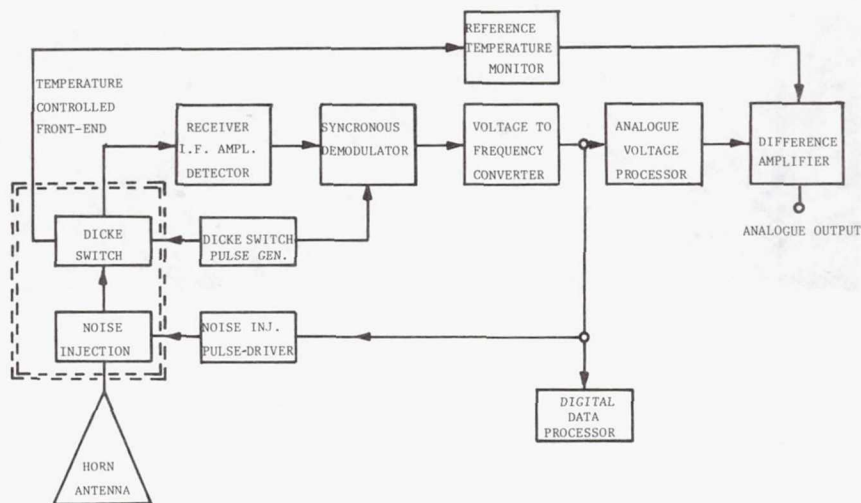 REFERENCE
TEMPERATURE
MONITOR
TEMPERATURE
CONTROLLED
FRONT-END
RECEIVER
I.F. AMPL.
DETECTOR
SYNCRONOUS
DEMODULATOR
VOLTAGE TO
FREQUENCY
CONVERTER
ANALOGUE
VOLTAGE
PROCESSOR
DIFFERENCE
AMPLIFIER
ANALOGUE OUTPUT
DICKE
SWITCH
DICKE SWITCH
PULSE GEN.
NOISE
INJECTION
NOISE INJ.
PULSE-DRIVER
DIGITAL
DATA
PROCESSOR
HORN
ANTENNA